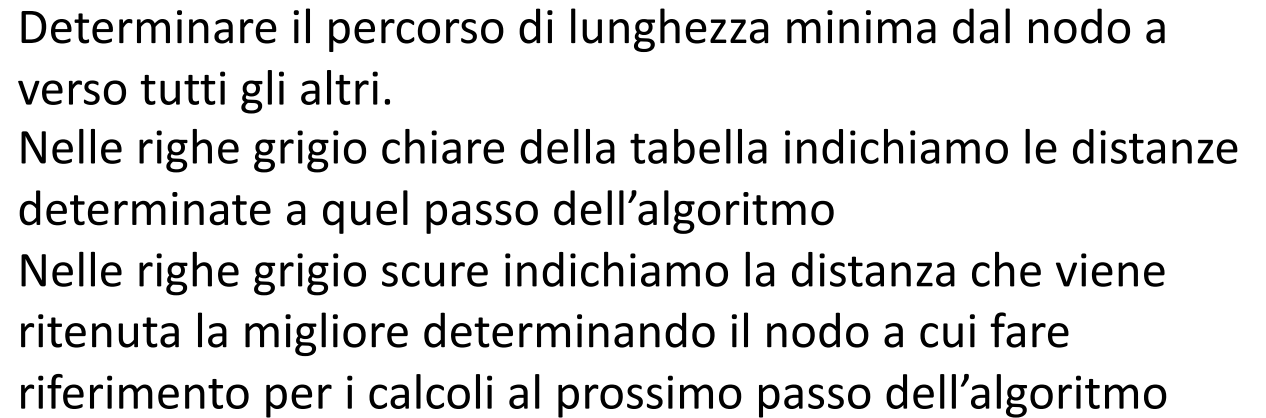 Determinare il percorso di lunghezza minima dal nodo a
verso tutti gli altri.
Nelle righe grigio chiare della tabella indichiamo le distanze
determinate a quel passo dell’algoritmo
Nelle righe grigio scure indichiamo la distanza che viene
ritenuta la migliore determinando il nodo a cui fare
riferimento per i calcoli al prossimo passo dell’algoritmo